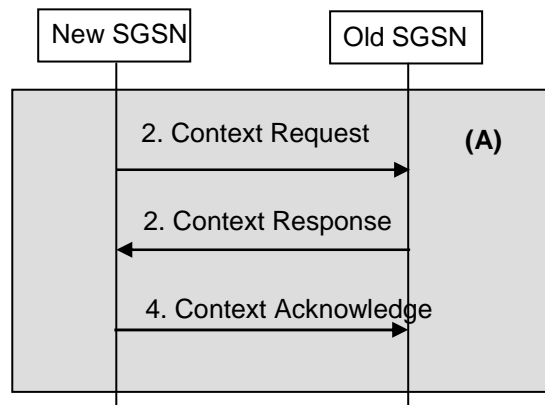 New SGSN
Old SGSN
2. Context Request
(A)
2. Context Response
4. Context Acknowledge